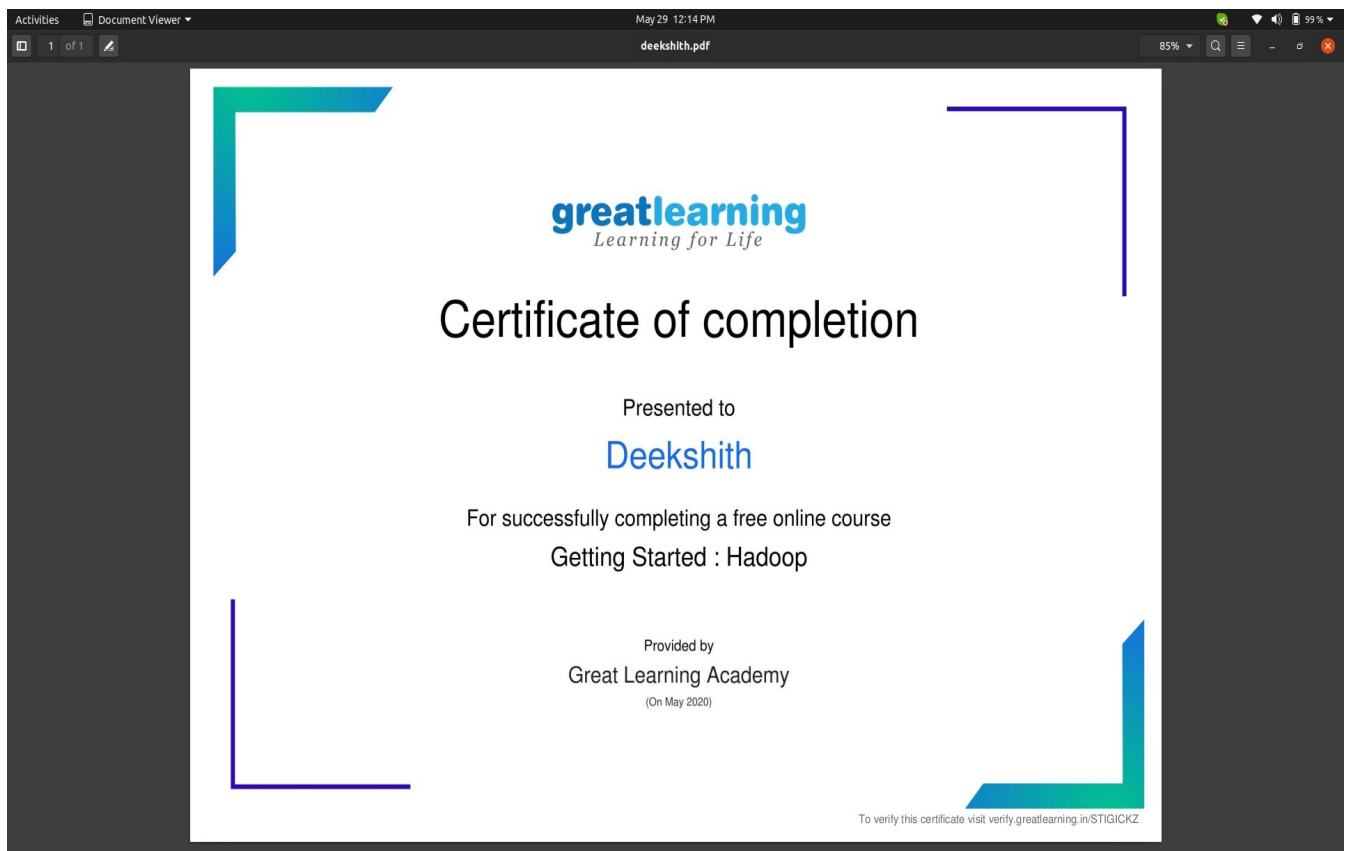 Activities Document Viewer May 29 12:14 PM 99 %
1 of 1 deekshith.pdf 85%
greatlearning
Learning for Life
Certificate of completion
Presented to
Deekshith
For successfully completing a free online course
Getting Started : Hadoop
Provided by
Great Learning Academy
(On May 2020)
To verify this certificate visit verify.greatlearning.in/STIGICKZ